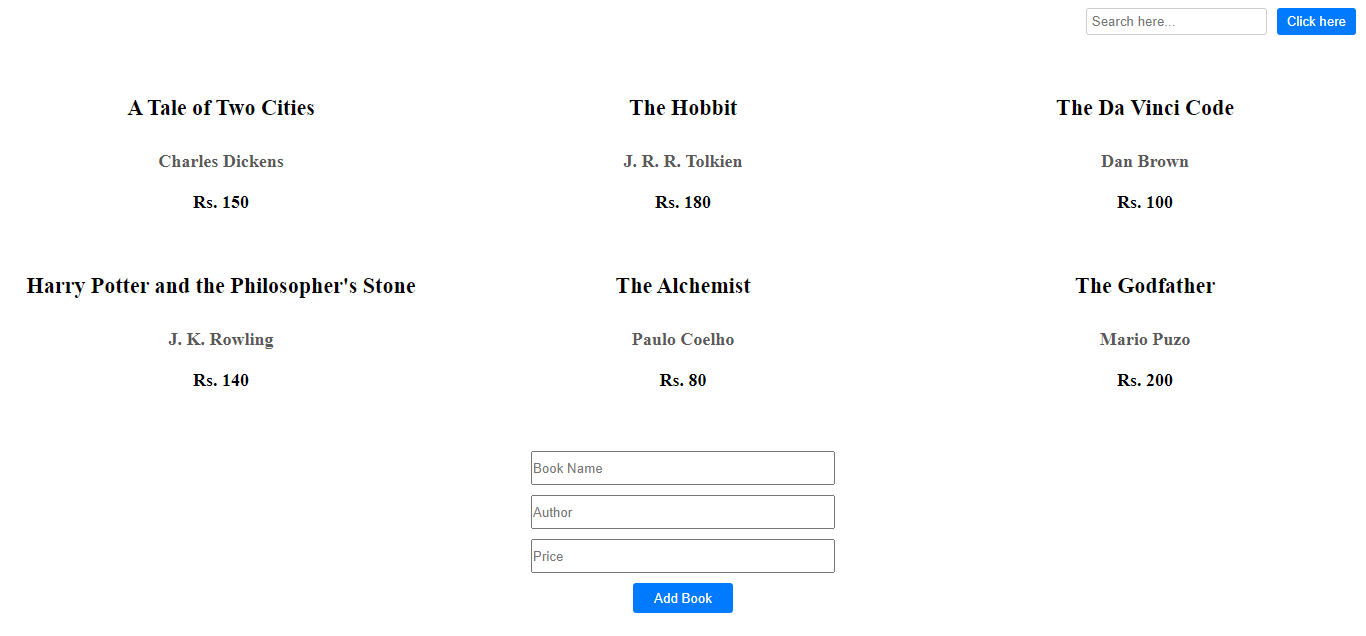 Search here... Click here
A Tale of Two Cities The Hobbit The Da Vinci Code
Charles Dickens J. R. R. Tolkien Dan Brown
Rs. 150 Rs. 180 Rs. 100
Harry Potter and the Philosopher's Stone The Alchemist The Godfather
J. K. Rowling Paulo Coelho Mario Puzo
Rs. 140 Rs. 80 Rs. 200
Book Name
Author
Price
Add Book